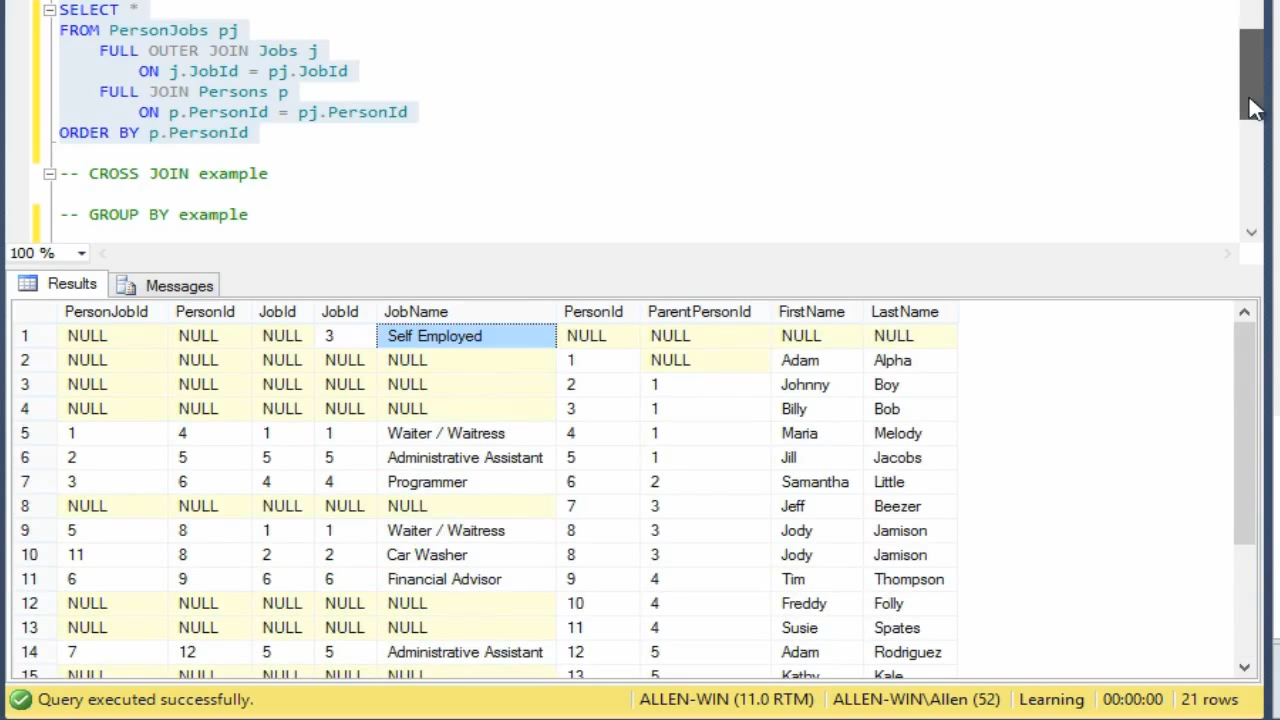 SELECT *
FROM PersonJobs pj
FULL OUTER JOIN Jobs j
ON j.JobId = pj.JobId
FULL JOIN Persons p
ON p.PersonId = pj.PersonId
ORDER BY p.PersonId
-- CROSS JOIN example
-- GROUP BY example
100 %
Results Messages
PersonJobId PersonId JobId JobId JobName PersonId ParentPersonId FirstName LastName
1 NULL NULL NULL 3 Self Employed NULL NULL NULL NULL
2 NULL NULL NULL NULL NULL 1 NULL Adam Alpha
3 NULL NULL NULL NULL NULL 2 1 Johnny Boy
4 NULL NULL NULL NULL NULL 3 1 Billy Bob
5 1 4 1 1 Waiter / Waitress 4 1 Maria Melody
6 2 5 5 5 Administrative Assistant 5 1 Jill Jacobs
7 3 6 4 4 Programmer 6 2 Samantha Little
8 NULL NULL NULL NULL NULL 7 3 Jeff Beezer
9 5 8 1 1 Waiter / Waitress 8 3 Jody Jamison
10 11 8 2 2 Car Washer 8 3 Jody Jamison
11 6 9 6 6 Financial Advisor 9 4 Tim Thompson
12 NULL NULL NULL NULL NULL 10 4 Freddy Folly
13 NULL NULL NULL NULL NULL 11 4 Susie Spates
14 7 12 5 5 Administrative Assistant 12 5 Adam Rodriguez
15 NULL NULL NULL NULL NULL 13 5 Kathy Kale
Query executed successfully. ALLEN-WIN (11.0 RTM) ALLEN-WIN\Allen (52) Learning 00:00:00 21 rows